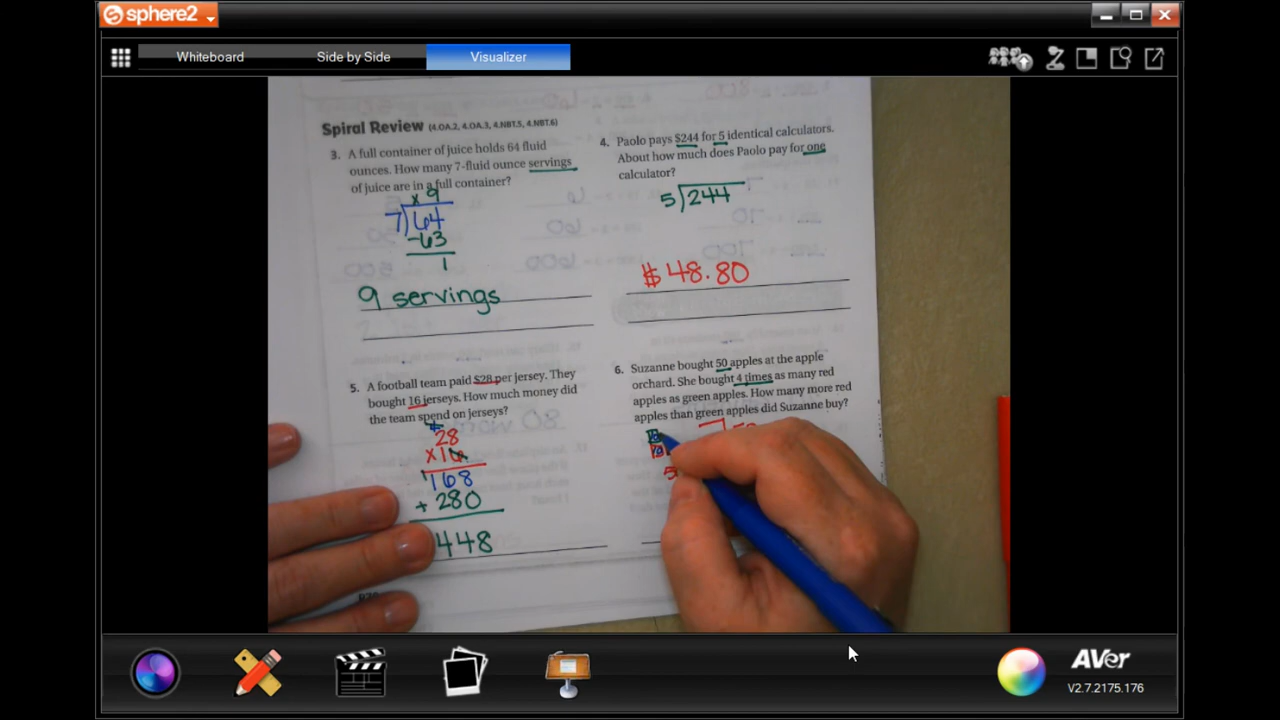 sphere2
Whiteboard
Side by Side
Visualizer
Spiral Review (4.OA.2, 4.OA.3, 4.NBT.5, 4.NBT.6)
3. A full container of juice holds 64 fluid
ounces. How many 7-fluid ounce servings
of juice are in a full container?
x 9
7)64
-63
1
9 servings
4. Paolo pays $244 for 5 identical calculators.
About how much does Paolo pay for one
calculator?
5)244
$48.80
5. A football team paid $28 per jersey. They
bought 16 jerseys. How much money did
the team spend on jerseys?
4
28
x16
168
+280
448
6. Suzanne bought 50 apples at the apple
orchard. She bought 4 times as many red
apples as green apples. How many more red
apples than green apples did Suzanne buy?
AVer
V2.7.2175.176